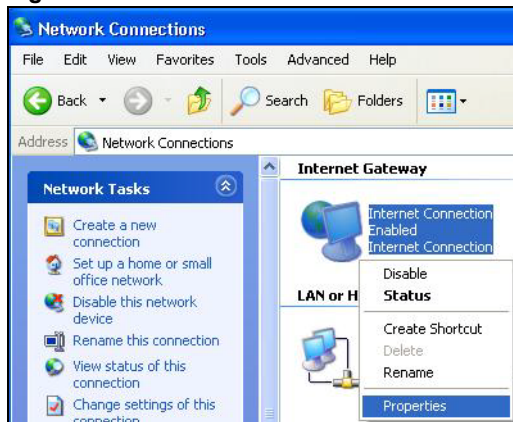 Network Connections
File Edit View Favorites Tools Advanced Help
Back Search Folders
Address Network Connections
Network Tasks
Create a new
connection
Set up a home or small
office network
Disable this network
device
Rename this connection
View status of this
connection
Change settings of this
connection
Internet Gateway
Internet Connection
Enabled
Internet Connection
LAN or H
Disable
Status
Create Shortcut
Delete
Rename
Properties